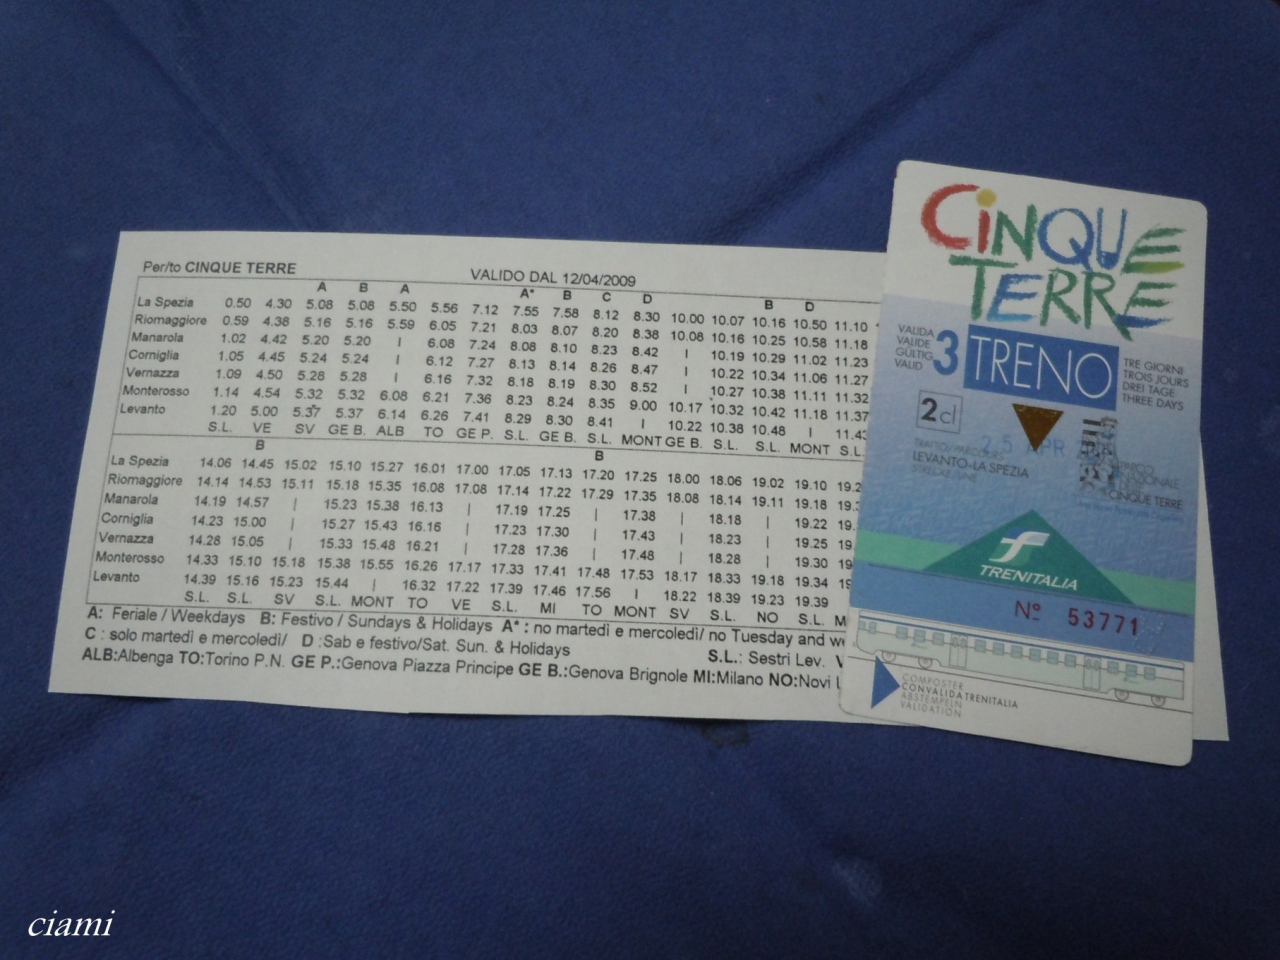 Per/to CINQUE TERRE VALIDO DAL 12/04/2009
A B A A* B C D B D
La Spezia 0.50 4.30 5.08 5.08 5.50 5.56 7.12 7.55 7.58 8.12 8.30 10.00 10.07 10.16 10.50 11.10
Riomaggiore 0.59 4.38 5.16 5.16 5.59 6.05 7.21 8.03 8.07 8.20 8.38 10.08 10.16 10.25 10.58 11.18
Manarola 1.02 4.42 5.20 5.20 | 6.08 7.24 8.08 8.10 8.23 8.42 | 10.19 10.29 11.02 11.23
Corniglia 1.05 4.45 5.24 5.24 | 6.12 7.27 8.13 8.14 8.26 8.47 | 10.22 10.34 11.06 11.27
Vernazza 1.09 4.50 5.28 5.28 | 6.16 7.32 8.18 8.19 8.30 8.52 | 10.27 10.38 11.11 11.32
Monterosso 1.14 4.54 5.32 5.32 6.08 6.21 7.36 8.23 8.24 8.35 9.00 10.17 10.32 10.42 11.18 11.37
Levanto 1.20 5.00 5.37 5.37 6.14 6.26 7.41 8.29 8.30 8.41 | 10.22 10.38 10.48 | 11.43
S.L. VE SV GE B. ALB TO GE P. S.L. GE B. S.L. MONT GE B. S.L. S.L. MONT S.L.
B B
La Spezia 14.06 14.45 15.02 15.10 15.27 16.01 17.00 17.05 17.13 17.20 17.25 18.00 18.06 19.02 19.10
Riomaggiore 14.14 14.53 15.11 15.18 15.35 16.08 17.08 17.14 17.22 17.29 17.35 18.08 18.14 19.11 19.18
Manarola 14.19 14.57 | 15.23 15.38 16.13 | 17.19 17.25 | 17.38 | 18.18 | 19.22
Corniglia 14.23 15.00 | 15.27 15.43 16.16 | 17.23 17.30 | 17.43 | 18.23 | 19.25
Vernazza 14.28 15.05 | 15.33 15.48 16.21 | 17.28 17.36 | 17.48 | 18.28 | 19.30
Monterosso 14.33 15.10 15.18 15.38 15.55 16.26 17.17 17.33 17.41 17.48 17.53 18.17 18.33 19.18 19.34
Levanto 14.39 15.16 15.23 15.44 | 16.32 17.22 17.39 17.46 17.56 | 18.22 18.39 19.23 19.39
S.L. S.L. SV S.L. MONT TO VE S.L. MI TO MONT SV S.L. NO S.L.
A: Feriale / Weekdays B: Festivo / Sundays & Holidays A* : no martedì e mercoledì/ no Tuesday and we
C : solo martedì e mercoledì/ D :Sab e festivo/Sat. Sun. & Holidays S.L.: Sestri Lev.
ALB:Albenga TO:Torino P.N. GE P.:Genova Piazza Principe GE B.:Genova Brignole MI:Milano NO:Novi
CINQUE
TERRE
VALIDA
VALIDE
GÜLTIG
VALID
3
TRENO
TRE GIORNI
TROIS JOURS
DREI TAGE
THREE DAYS
2cl
25 APR
TRATTO/PARCOURS
LEVANTO-LA SPEZIA
CINQUE TERRE
TRENITALIA
Nº 53771
COMPOSTER
CONVALIDA TRENITALIA
ABSTEMPELN
VALIDATION
ciami